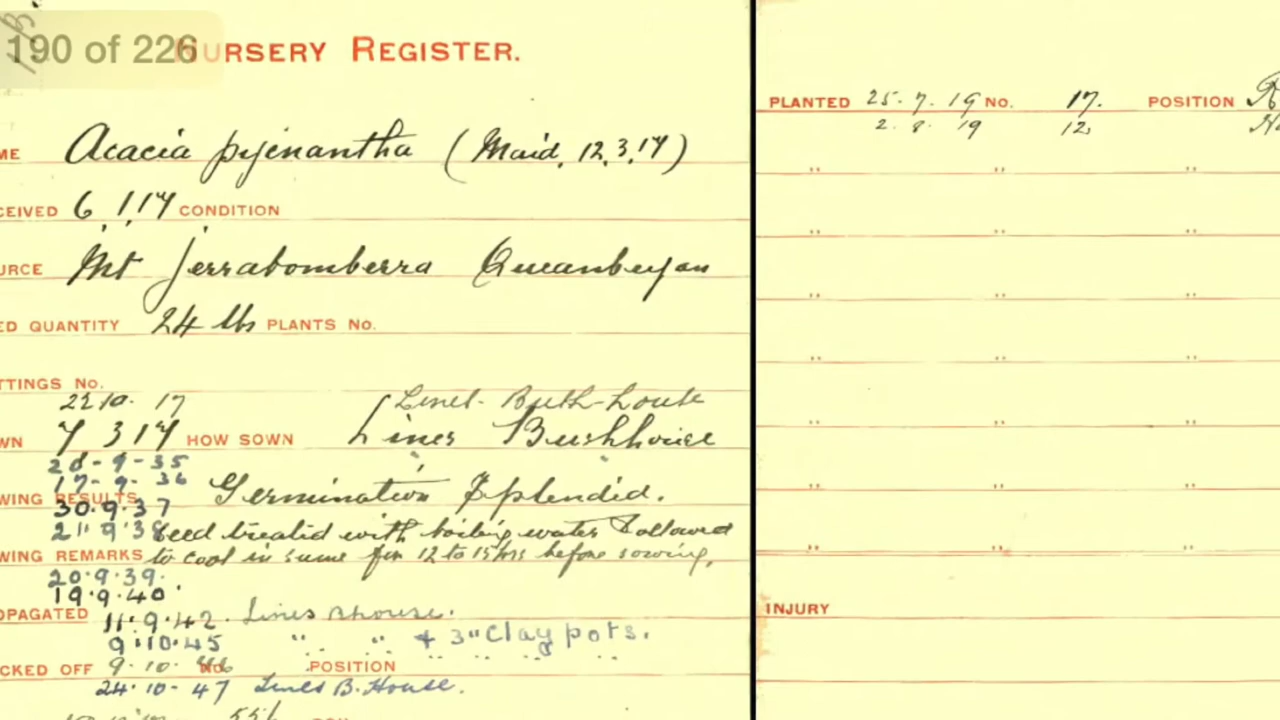 190 of 226
URSERY REGISTER.
ME Acacia pycnantha (Maid. 12.3.17)
CEIVED 6.1.17 CONDITION
URCE Mt Jerrabomberra Queanbeyan
ED QUANTITY 24 lbs PLANTS No.
TTINGS No.
22 10. 17
WN 7 3 17 HOW SOWN Lines Bushhouse
28-9-35
17-9-36
WING RESULTS Germination Splendid.
30.9.37
21 9 38 Seed treated with boiling water & allowed
WING REMARKS to cool in same for 12 to 15 hrs before sowing.
20.9.39.
19.9.40.
OPAGATED 11.9.42. Lines Bhouse.
9.10.45 " " + 3" Clay pots.
CKED OFF 9-10-46 No. POSITION " " "
24-10-47 Lines B. House.
PLANTED 25.7.19 No. 17. POSITION
2.8.19 12
" " "
" " "
" " "
" " "
" " "
" " "
" " "
INJURY